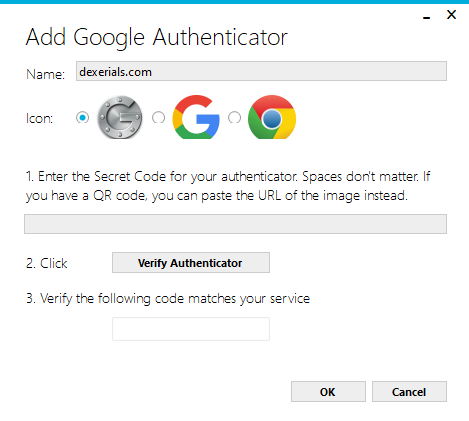 Add Google Authenticator
Name: dexerials.com
Icon:
1. Enter the Secret Code for your authenticator. Spaces don't matter. If
you have a QR code, you can paste the URL of the image instead.
2. Click Verify Authenticator
3. Verify the following code matches your service
OK Cancel